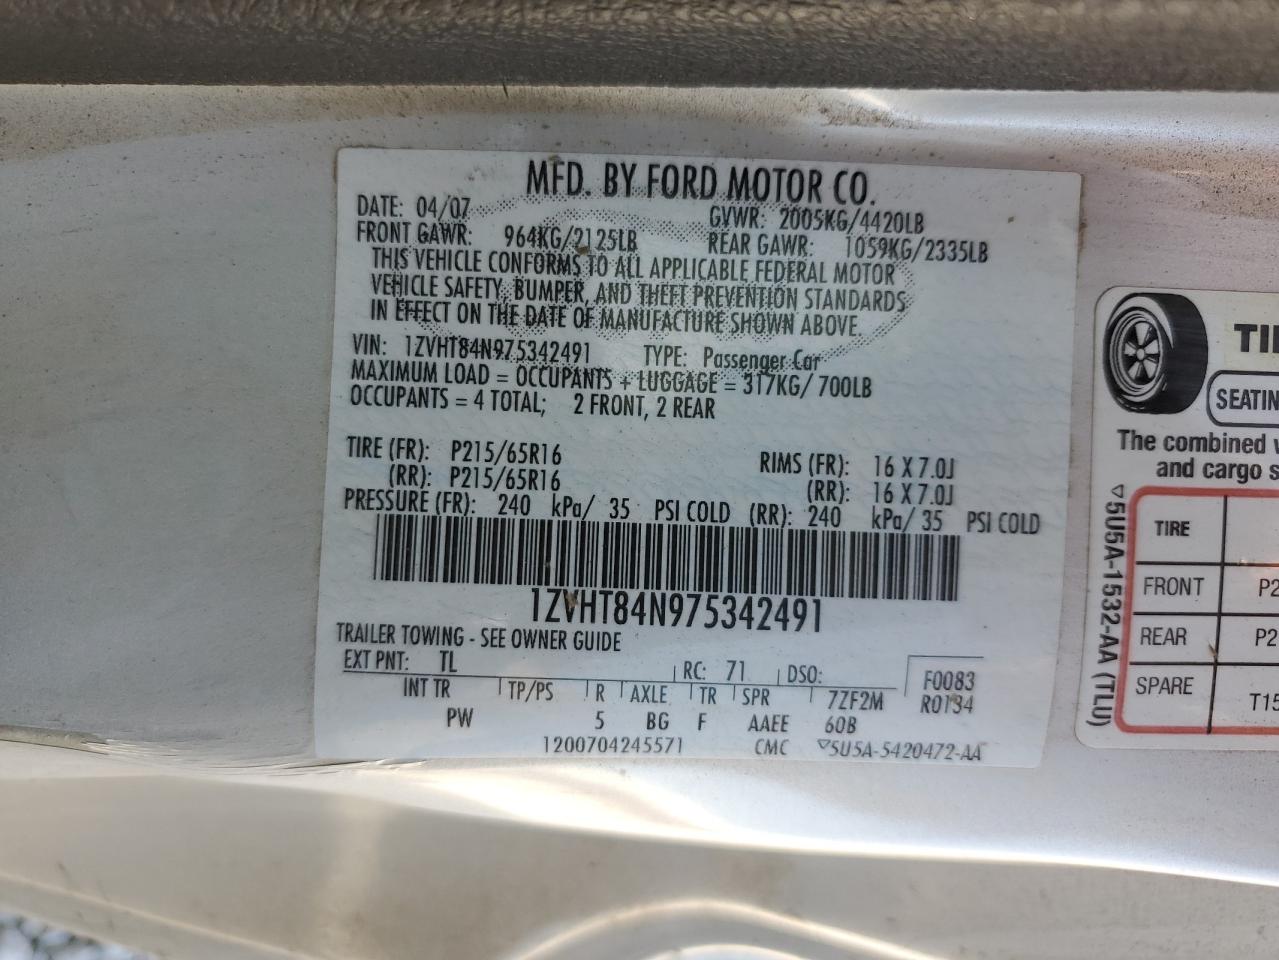 MFD. BY FORD MOTOR CO.
DATE: 04/07 GVWR: 2005KG/4420LB
FRONT GAWR: 964KG/2125LB REAR GAWR: 1059KG/2335LB
THIS VEHICLE CONFORMS TO ALL APPLICABLE FEDERAL MOTOR
VEHICLE SAFETY, BUMPER, AND THEFT PREVENTION STANDARDS
IN EFFECT ON THE DATE OF MANUFACTURE SHOWN ABOVE.
VIN: 1ZVHT84N975342491 TYPE: Passenger Car
MAXIMUM LOAD = OCCUPANTS + LUGGAGE = 317KG/ 700LB
OCCUPANTS = 4 TOTAL; 2 FRONT, 2 REAR
TIRE (FR): P215/65R16 RIMS (FR): 16 X 7.0J
(RR): P215/65R16 (RR): 16 X 7.0J
PRESSURE (FR): 240 kPa/ 35 PSI COLD (RR): 240 kPa/ 35 PSI COLD
1ZVHT84N975342491
TRAILER TOWING - SEE OWNER GUIDE
EXT PNT: TL RC: 71 DSO: F0083
INT TR TP/PS R AXLE TR SPR 7ZF2M R0134
PW 5 BG F AAEE 60B
1200704245571 CMC ▽5U5A-5420472-AA
TI
SEATIN
The combined
and cargo s
TIRE
FRONT P2
REAR P2
SPARE T15
▽5U5A-1532-AA (TLU)